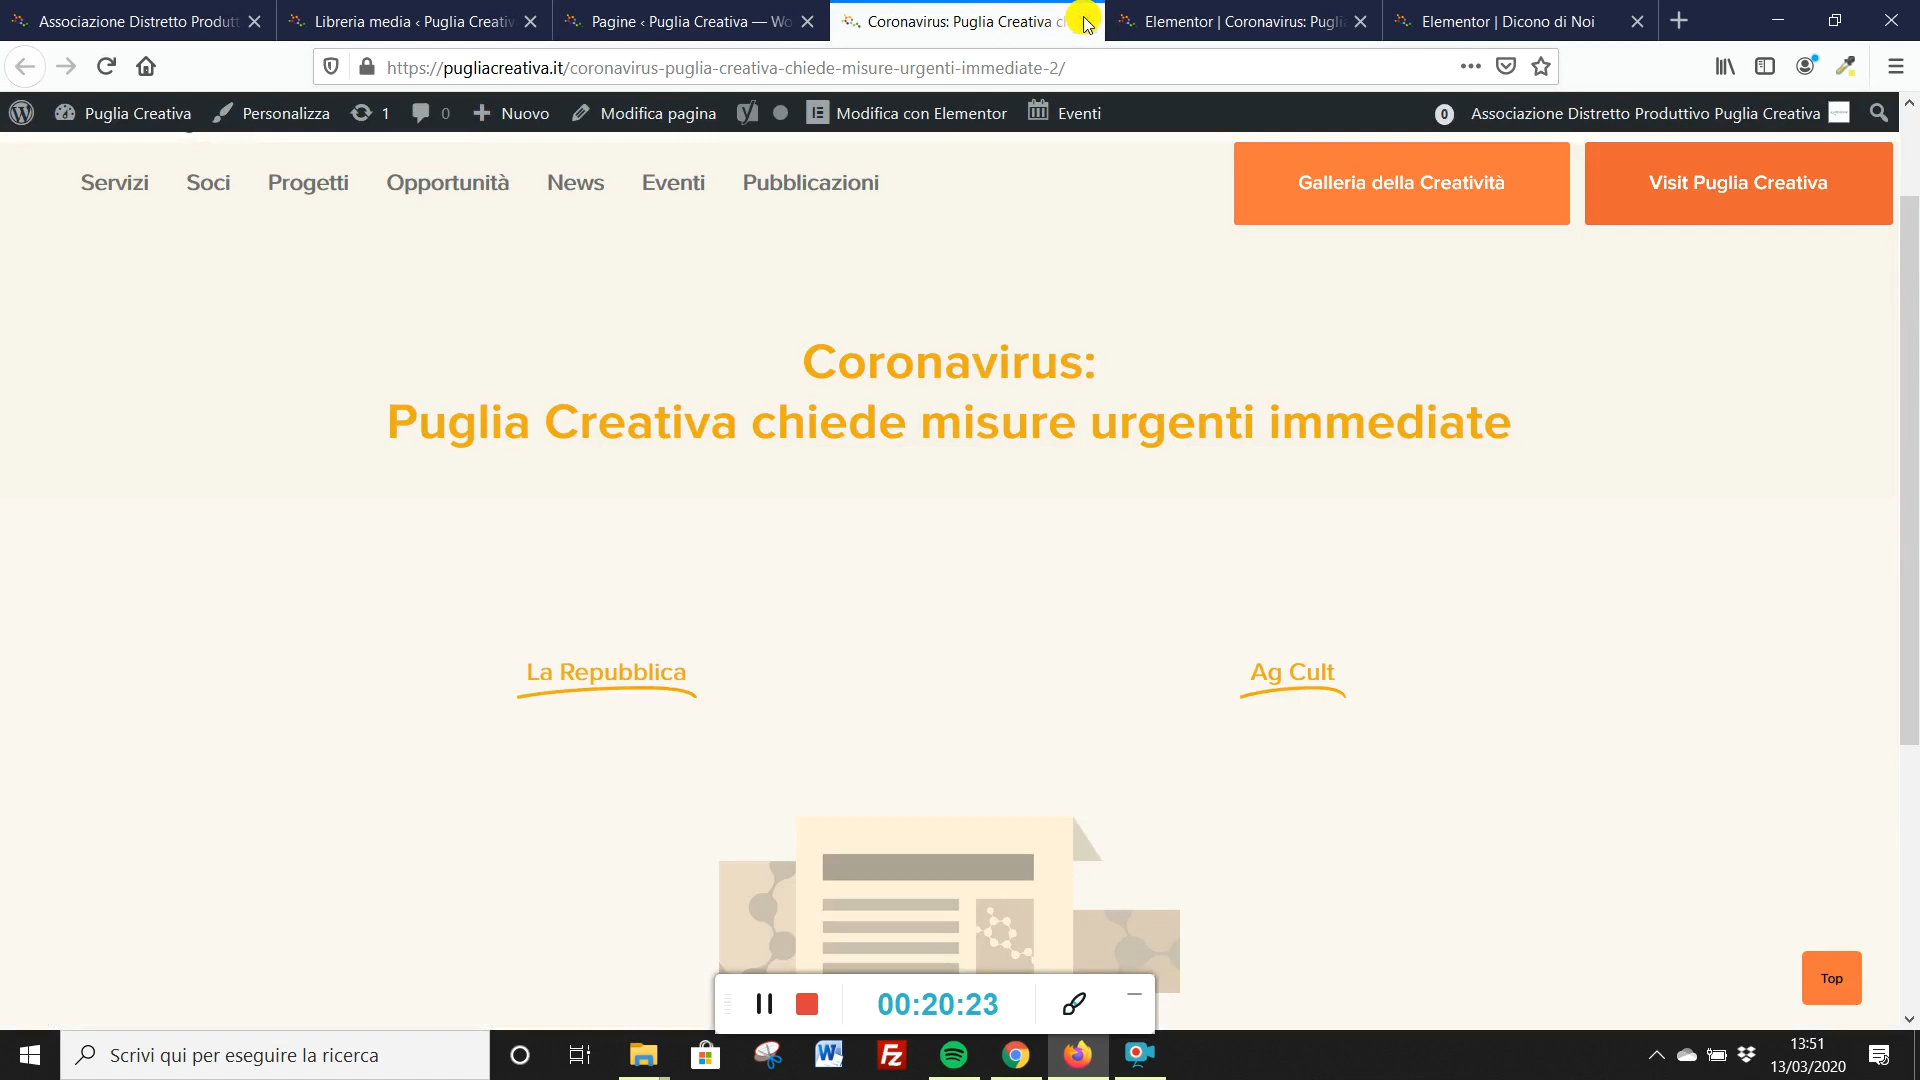 Associazione Distretto Produtt
Libreria media ‹ Puglia Creativ
Pagine ‹ Puglia Creativa — Wo
Coronavirus: Puglia Creativa c
Elementor | Coronavirus: Pugli
Elementor | Dicono di Noi
https://pugliacreativa.it/coronavirus-puglia-creativa-chiede-misure-urgenti-immediate-2/
Puglia Creativa
Personalizza
1
0
Nuovo
Modifica pagina
Modifica con Elementor
Eventi
0
Associazione Distretto Produttivo Puglia Creativa
Servizi
Soci
Progetti
Opportunità
News
Eventi
Pubblicazioni
Galleria della Creatività
Visit Puglia Creativa
Coronavirus:
Puglia Creativa chiede misure urgenti immediate
La Repubblica
Ag Cult
Top
00:20:23
Scrivi qui per eseguire la ricerca
13:51
13/03/2020